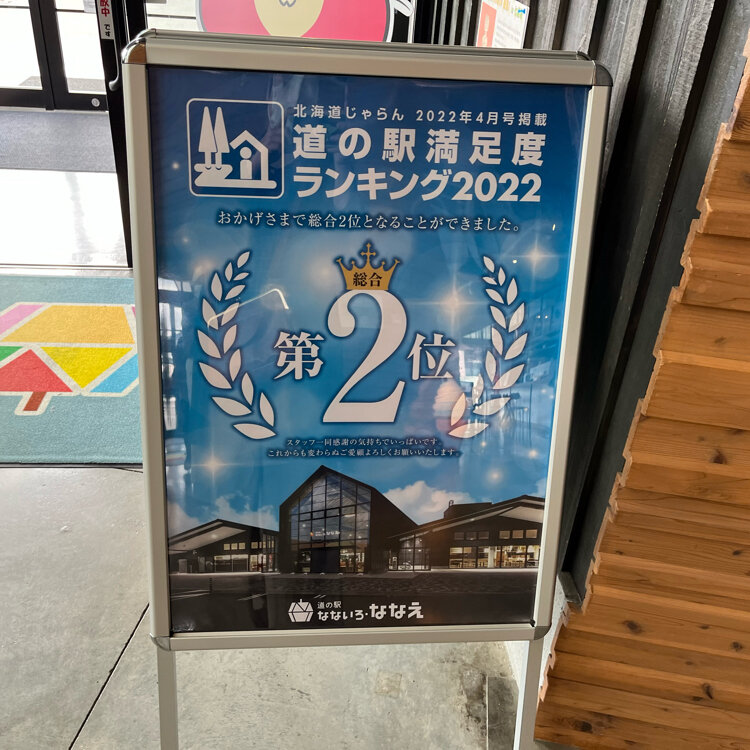 北海道じゃらん 2022年4月号掲載
道の駅満足度
ランキング2022
おかげさまで総合2位となることができました。
総合
第2位
スタッフ一同感謝の気持ちでいっぱいです。
これからも変わらぬご愛顧よろしくお願いいたします。
道の駅
なないろ・ななえ